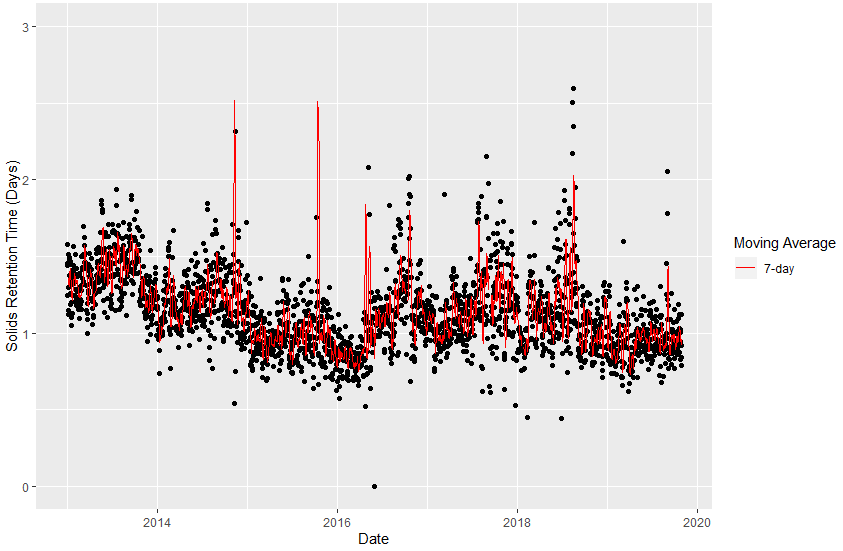 3
2
1
0
Solids Retention Time (Days)
2014
2016
2018
2020
Date
Moving Average
7-day